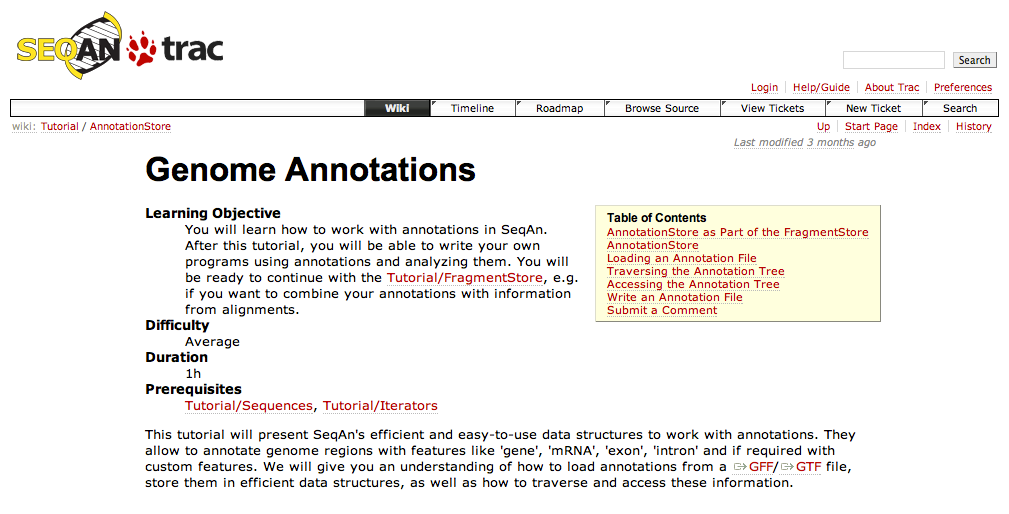 SEQAN trac
Search
Login Help/Guide About Trac Preferences
Wiki Timeline Roadmap Browse Source View Tickets New Ticket Search
wiki: Tutorial / AnnotationStore
Up Start Page Index History
Last modified 3 months ago
Genome Annotations
Learning Objective
You will learn how to work with annotations in SeqAn.
After this tutorial, you will be able to write your own
programs using annotations and analyzing them. You will
be ready to continue with the Tutorial/FragmentStore, e.g.
if you want to combine your annotations with information
from alignments.
Difficulty
Average
Duration
1h
Prerequisites
Tutorial/Sequences, Tutorial/Iterators
Table of Contents
AnnotationStore as Part of the FragmentStore
AnnotationStore
Loading an Annotation File
Traversing the Annotation Tree
Accessing the Annotation Tree
Write an Annotation File
Submit a Comment
This tutorial will present SeqAn's efficient and easy-to-use data structures to work with annotations. They
allow to annotate genome regions with features like 'gene', 'mRNA', 'exon', 'intron' and if required with
custom features. We will give you an understanding of how to load annotations from a GFF/GTF file,
store them in efficient data structures, as well as how to traverse and access these information.